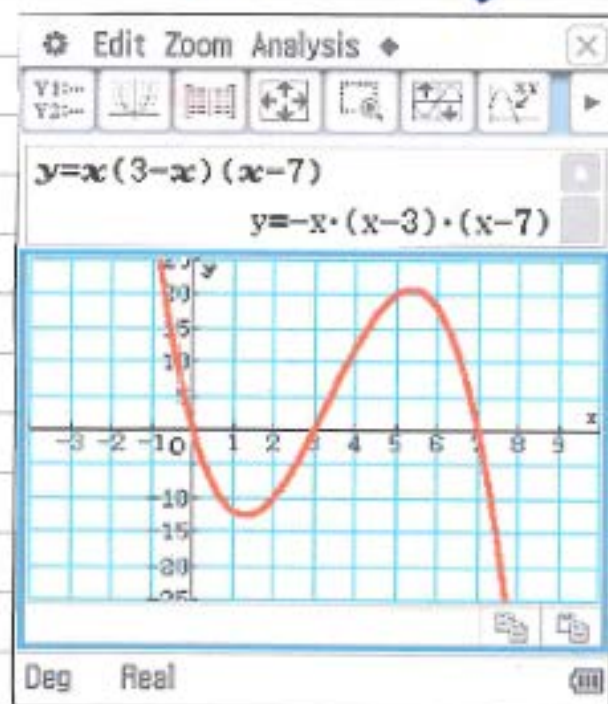 Edit Zoom Analysis
Y1:...
Y2:...
y=x(3-x)(x-7)
y=-x·(x-3)·(x-7)
y
20
15
10
5
x
-3 -2 -1 0 1 2 3 4 5 6 7 8 9
-10
-15
-20
-25
Deg Real